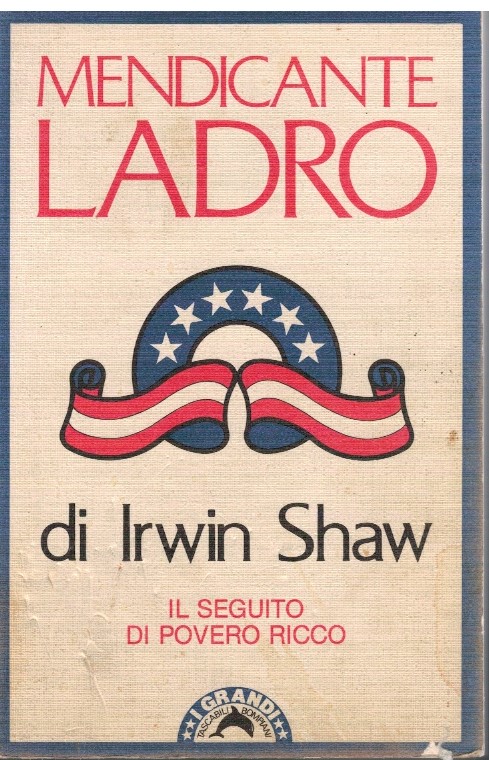 MENDICANTE
LADRO
di Irwin Shaw
IL SEGUITO
DI POVERO RICCO
I GRANDI
TASCABILI BOMPIANI